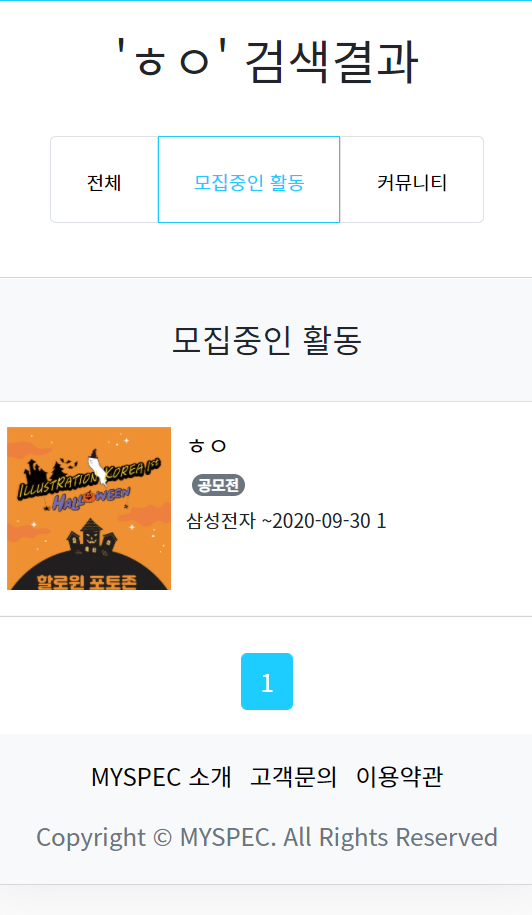 'ㅎㅇ' 검색결과
전체 모집중인 활동 커뮤니티
모집중인 활동
ㅎㅇ
공모전
삼성전자 ~2020-09-30 1
ILLUSTRATION KOREA 1st
HALLOWEEN
할로윈 포토존
1
MYSPEC 소개 고객문의 이용약관
Copyright © MYSPEC. All Rights Reserved